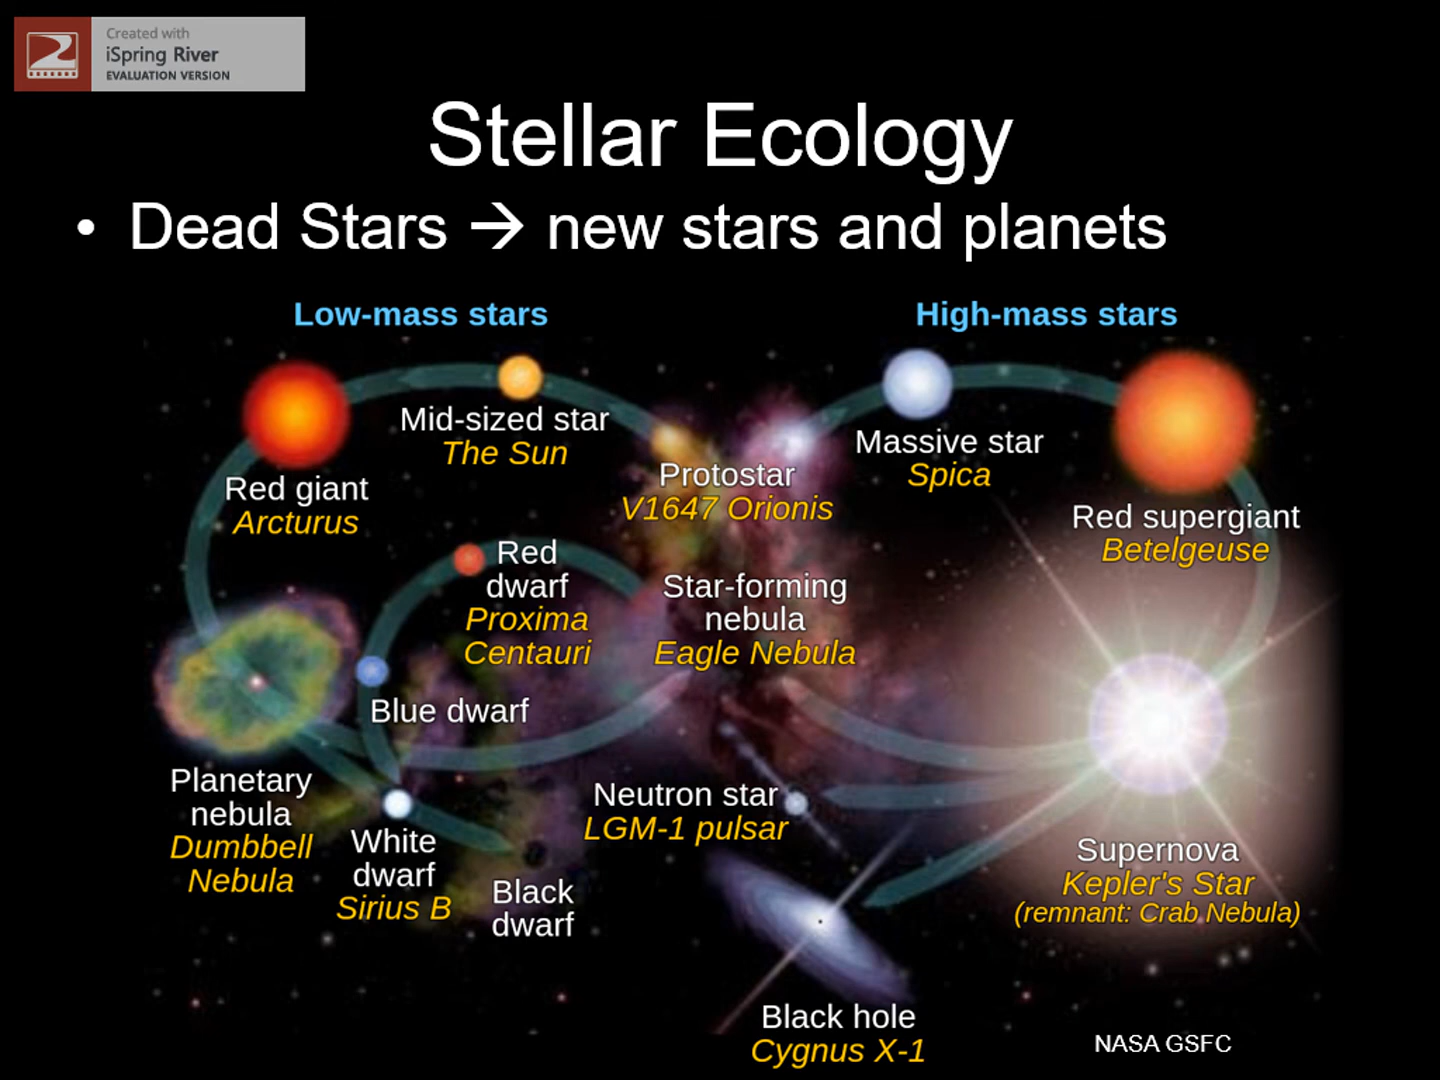 Created with
iSpring River
EVALUATION VERSION
Stellar Ecology
• Dead Stars → new stars and planets
Low-mass stars
High-mass stars
Mid-sized star
The Sun
Red giant
Arcturus
Protostar
V1647 Orionis
Massive star
Spica
Red supergiant
Betelgeuse
Red
dwarf
Proxima
Centauri
Star-forming
nebula
Eagle Nebula
Blue dwarf
Planetary
nebula
Dumbbell
Nebula
White
dwarf
Sirius B
Black
dwarf
Neutron star
LGM-1 pulsar
Supernova
Kepler's Star
(remnant: Crab Nebula)
Black hole
Cygnus X-1
NASA GSFC